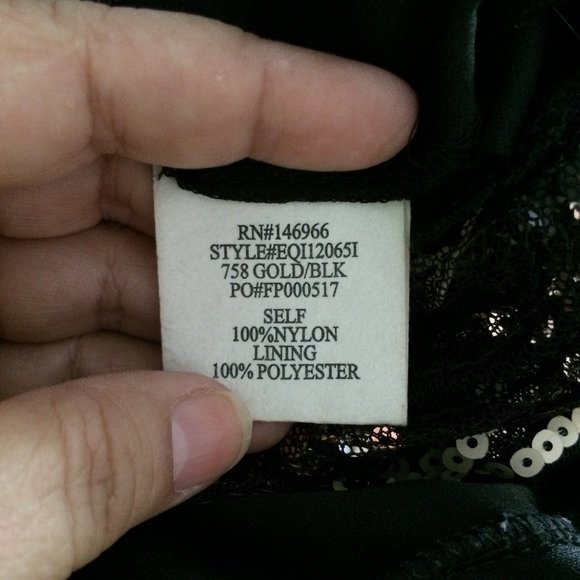 RN#146966
STYLE#EQI12065I
758 GOLD/BLK
PO#FP000517
SELF
100%NYLON
LINING
100% POLYESTER